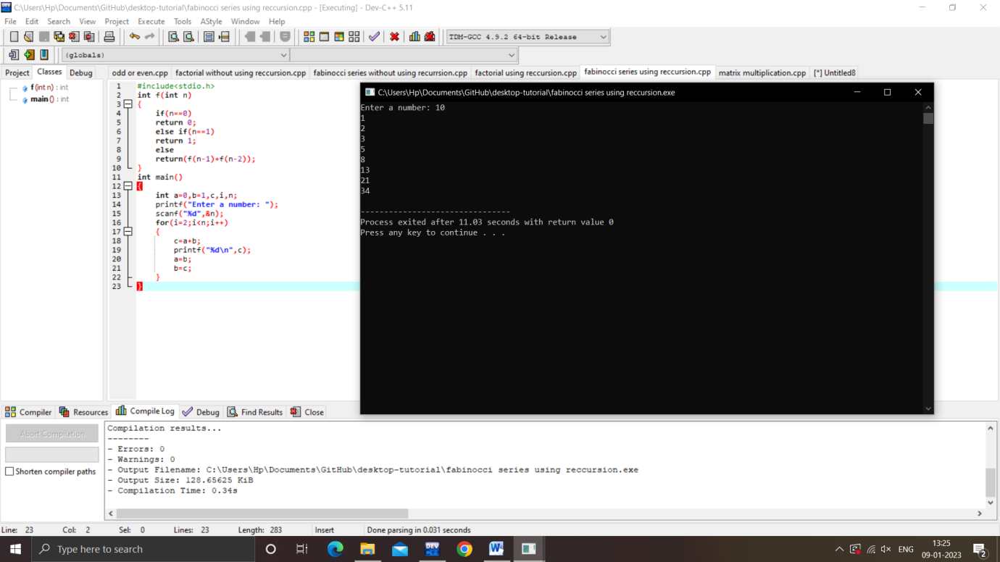 C:\Users\Hp\Documents\GitHub\desktop-tutorial\fabinocci series using reccursion.cpp - [Executing] - Dev-C++ 5.11
File Edit Search View Project Execute Tools AStyle Window Help
TDM-GCC 4.9.2 64-bit Release
(globals)
Project Classes Debug
odd or even.cpp factorial without using reccursion.cpp fabinocci series without using recurrsion.cpp factorial using reccursion.cpp fabinocci series using reccursion.cpp matrix multiplication.cpp [*] Untitled8
f (int n) : int
main () : int
1 #include<stdio.h>
2 int f(int n)
3 {
4 if(n==0)
5 return 0;
6 else if(n==1)
7 return 1;
8 else
9 return(f(n-1)+f(n-2));
10 }
11 int main()
12 {
13 int a=0,b=1,c,i,n;
14 printf("Enter a number: ");
15 scanf("%d",&n);
16 for(i=2;i<n;i++)
17 {
18 c=a+b;
19 printf("%d\n",c);
20 a=b;
21 b=c;
22 }
23 }
C:\Users\Hp\Documents\GitHub\desktop-tutorial\fabinocci series using reccursion.exe
Enter a number: 10
1
2
3
5
8
13
21
34
--------------------------------
Process exited after 11.03 seconds with return value 0
Press any key to continue . . .
Compiler Resources Compile Log Debug Find Results Close
Abort Compilation
Shorten compiler paths
Compilation results...
--------
- Errors: 0
- Warnings: 0
- Output Filename: C:\Users\Hp\Documents\GitHub\desktop-tutorial\fabinocci series using reccursion.exe
- Output Size: 128.65625 KiB
- Compilation Time: 0.34s
Line: 23 Col: 2 Sel: 0 Lines: 23 Length: 283 Insert Done parsing in 0.031 seconds
Type here to search
DEV
ENG
13:25
09-01-2023
2